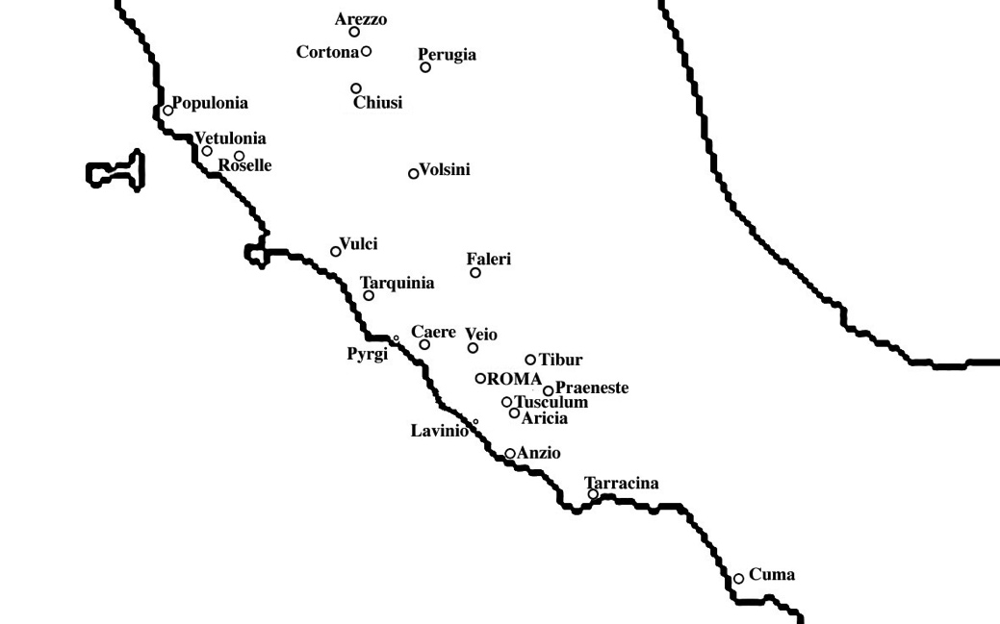 Arezzo
Cortona
Perugia
Chiusi
Populonia
Vetulonia
Roselle
Volsini
Vulci
Faleri
Tarquinia
Caere
Veio
Pyrgi
Tibur
ROMA
Praeneste
Tusculum
Aricia
Lavinio
Anzio
Tarracina
Cuma